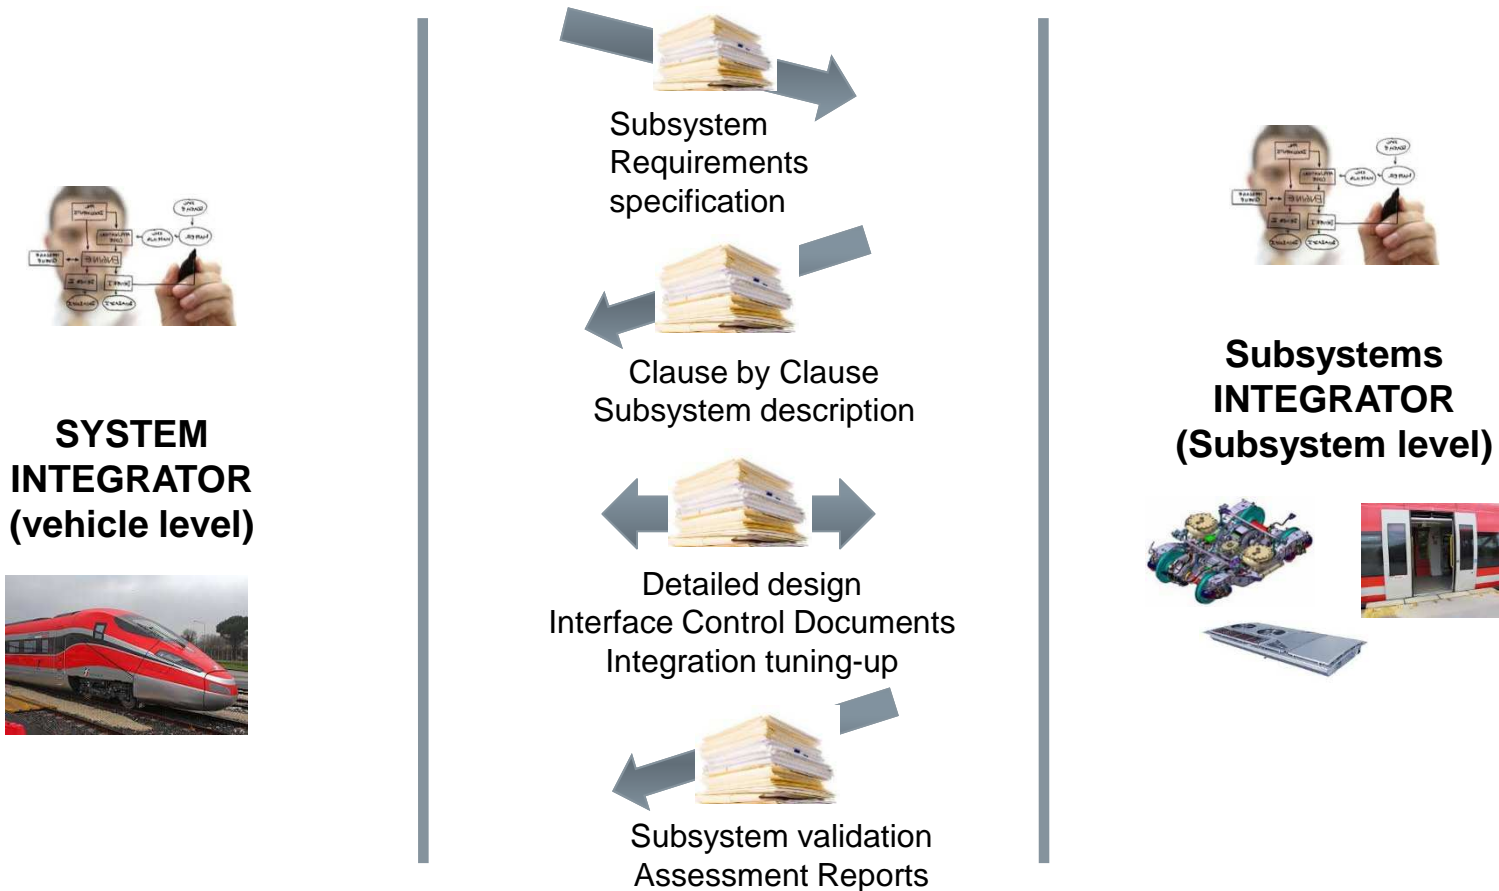 SYSTEM
INTEGRATOR
(vehicle level)
Subsystem
Requirements
specification
Clause by Clause
Subsystem description
Detailed design
Interface Control Documents
Integration tuning-up
Subsystem validation
Assessment Reports
Subsystems
INTEGRATOR
(Subsystem level)